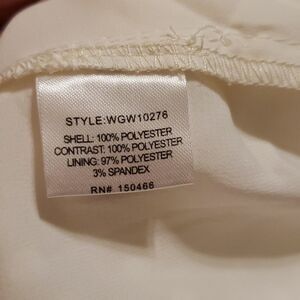 STYLE:WGW10276
SHELL: 100% POLYESTER
CONTRAST: 100% POLYESTER
LINING: 97% POLYESTER
3% SPANDEX
RN# 150466